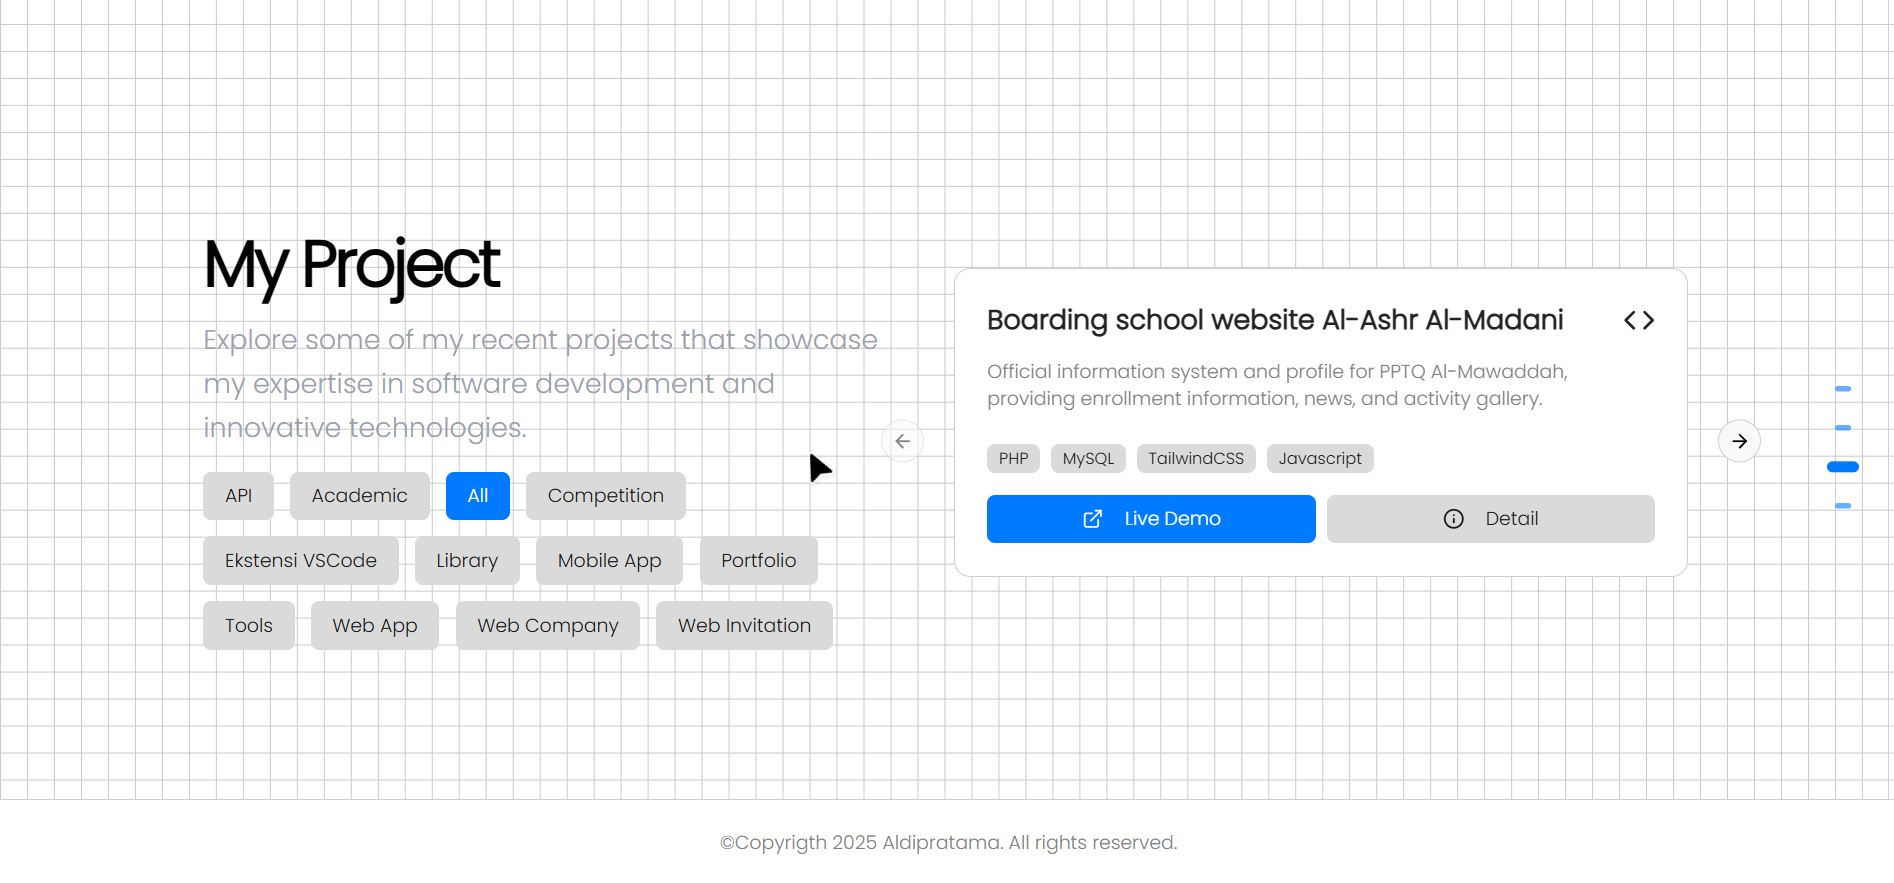 My Project
Explore some of my recent projects that showcase
my expertise in software development and
innovative technologies.
API
Academic
All
Competition
Ekstensi VSCode
Library
Mobile App
Portfolio
Tools
Web App
Web Company
Web Invitation
Boarding school website Al-Ashr Al-Madani
Official information system and profile for PPTQ Al-Mawaddah,
providing enrollment information, news, and activity gallery.
PHP
MySQL
TailwindCSS
Javascript
Live Demo
Detail
©Copyrigth 2025 Aldipratama. All rights reserved.